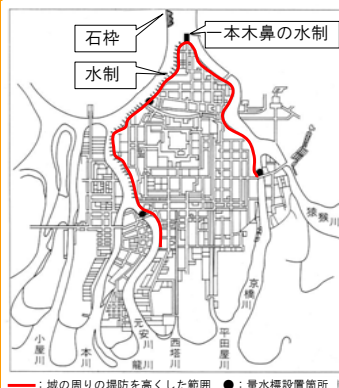 石枠
本木鼻の水制
水制
猿猴川
京橋川
平田屋川
西塔川
元安川
龍川
本川
小屋川
━━:城の周りの堤防を高くした範囲 ●:量水標設置箇所